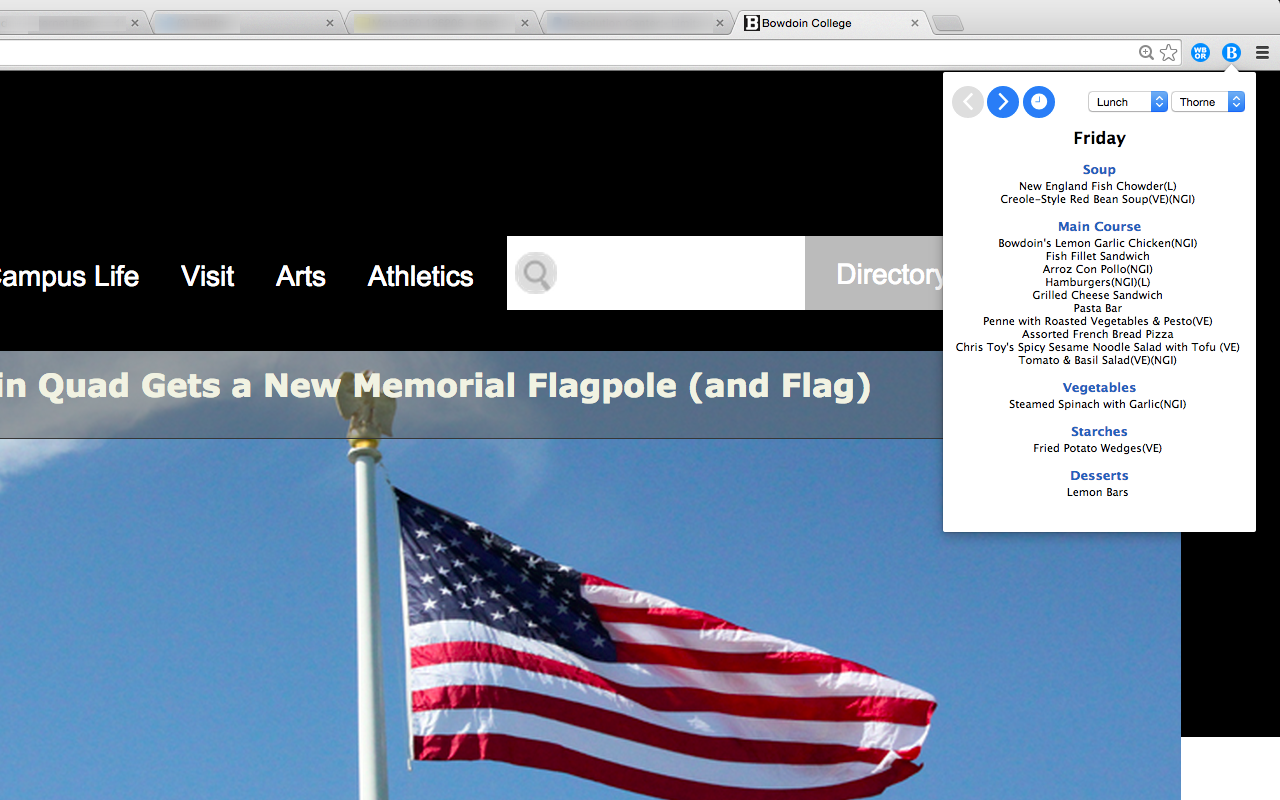 Bowdoin College
WB
OR
B
Lunch
Thorne
Friday
Soup
New England Fish Chowder(L)
Creole-Style Red Bean Soup(VE)(NGI)
Main Course
Bowdoin's Lemon Garlic Chicken(NGI)
Fish Fillet Sandwich
Arroz Con Pollo(NGI)
Hamburgers(NGI)(L)
Grilled Cheese Sandwich
Pasta Bar
Penne with Roasted Vegetables & Pesto(VE)
Assorted French Bread Pizza
Chris Toy's Spicy Sesame Noodle Salad with Tofu (VE)
Tomato & Basil Salad(VE)(NGI)
Vegetables
Steamed Spinach with Garlic(NGI)
Starches
Fried Potato Wedges(VE)
Desserts
Lemon Bars
Campus Life Visit Arts Athletics
Directory
in Quad Gets a New Memorial Flagpole (and Flag)